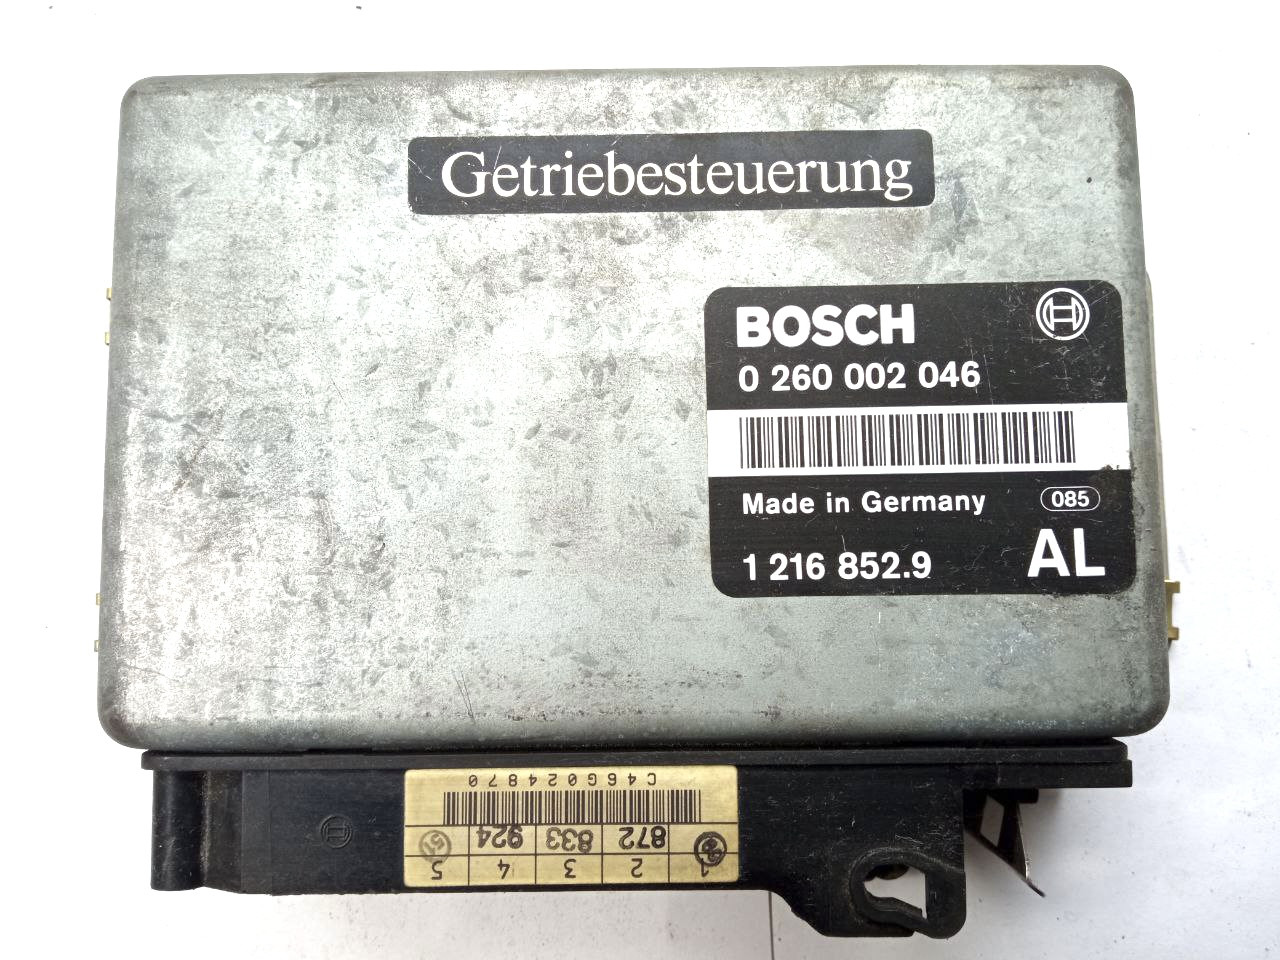 Getriebesteuerung
BOSCH
0 260 002 046
Made in Germany 085
1 216 852.9 AL
C46G024870
872 833 924
1 2 3 4 5